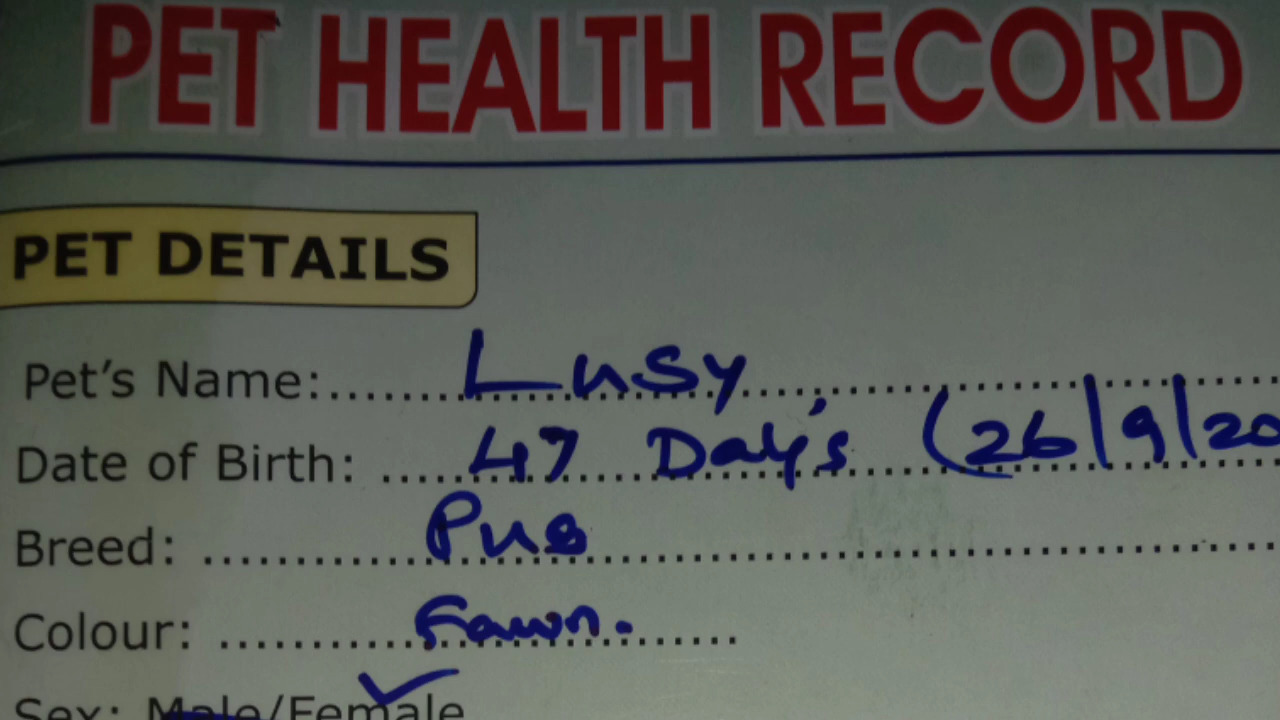 PET HEALTH RECORD
PET DETAILS
Pet's Name: Lusy
Date of Birth: 47 Day's (26/9/20
Breed: Pug
Colour: Fawn.
Sex: Male/Female